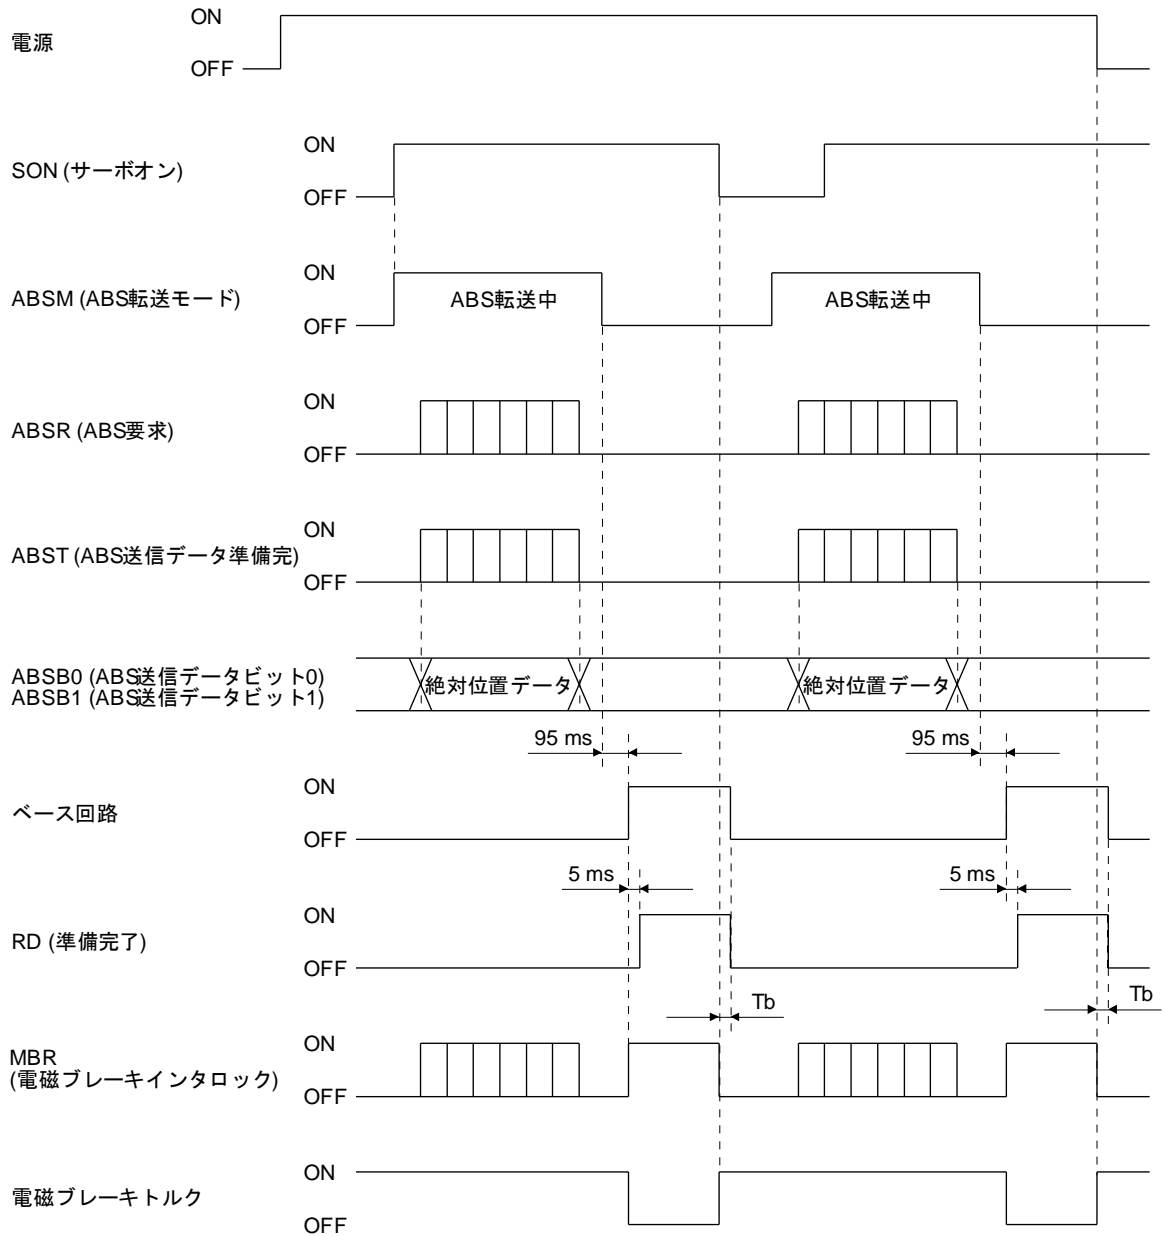 ON
電源
OFF
ON
SON (サーボオン)
OFF
ON
ABSM (ABS転送モード)
ABS転送中
ABS転送中
OFF
ON
ABSR (ABS要求)
OFF
ON
ABST (ABS送信データ準備完)
OFF
ABSB0 (ABS送信データビット0)
ABSB1 (ABS送信データビット1)
絶対位置データ
絶対位置データ
95 ms
95 ms
ON
ベース回路
OFF
5 ms
5 ms
ON
RD (準備完了)
OFF
Tb
Tb
ON
MBR
(電磁ブレーキインタロック)
OFF
ON
電磁ブレーキトルク
OFF